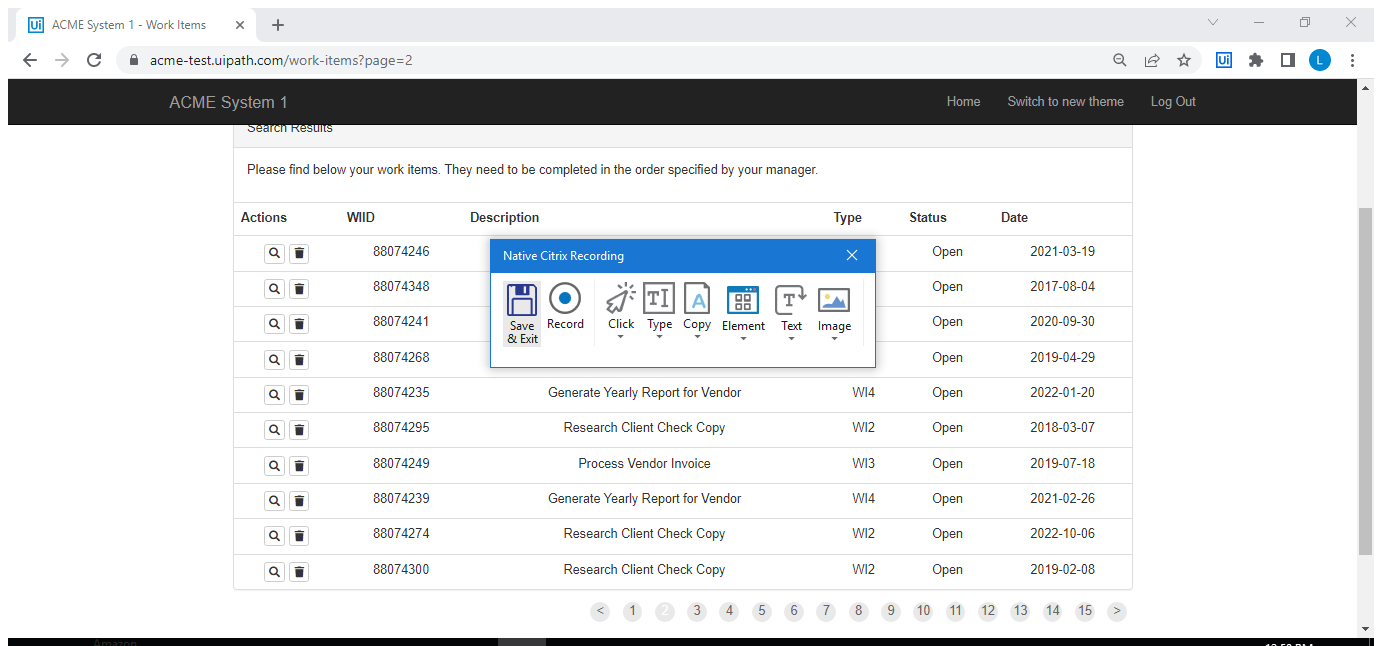 ACME System 1 - Work Items
acme-test.uipath.com/work-items?page=2
Ui
L
ACME System 1 Home Switch to new theme Log Out
Search Results
Please find below your work items. They need to be completed in the order specified by your manager.
Actions WIID Description Type Status Date
88074246 Open 2021-03-19
88074348 Open 2017-08-04
88074241 Open 2020-09-30
88074268 Open 2019-04-29
Native Citrix Recording
Save & Exit Record Click Type Copy Element Text Image
88074235 Generate Yearly Report for Vendor WI4 Open 2022-01-20
88074295 Research Client Check Copy WI2 Open 2018-03-07
88074249 Process Vendor Invoice WI3 Open 2019-07-18
88074239 Generate Yearly Report for Vendor WI4 Open 2021-02-26
88074274 Research Client Check Copy WI2 Open 2022-10-06
88074300 Research Client Check Copy WI2 Open 2019-02-08
< 1 2 3 4 5 6 7 8 9 10 11 12 13 14 15 >